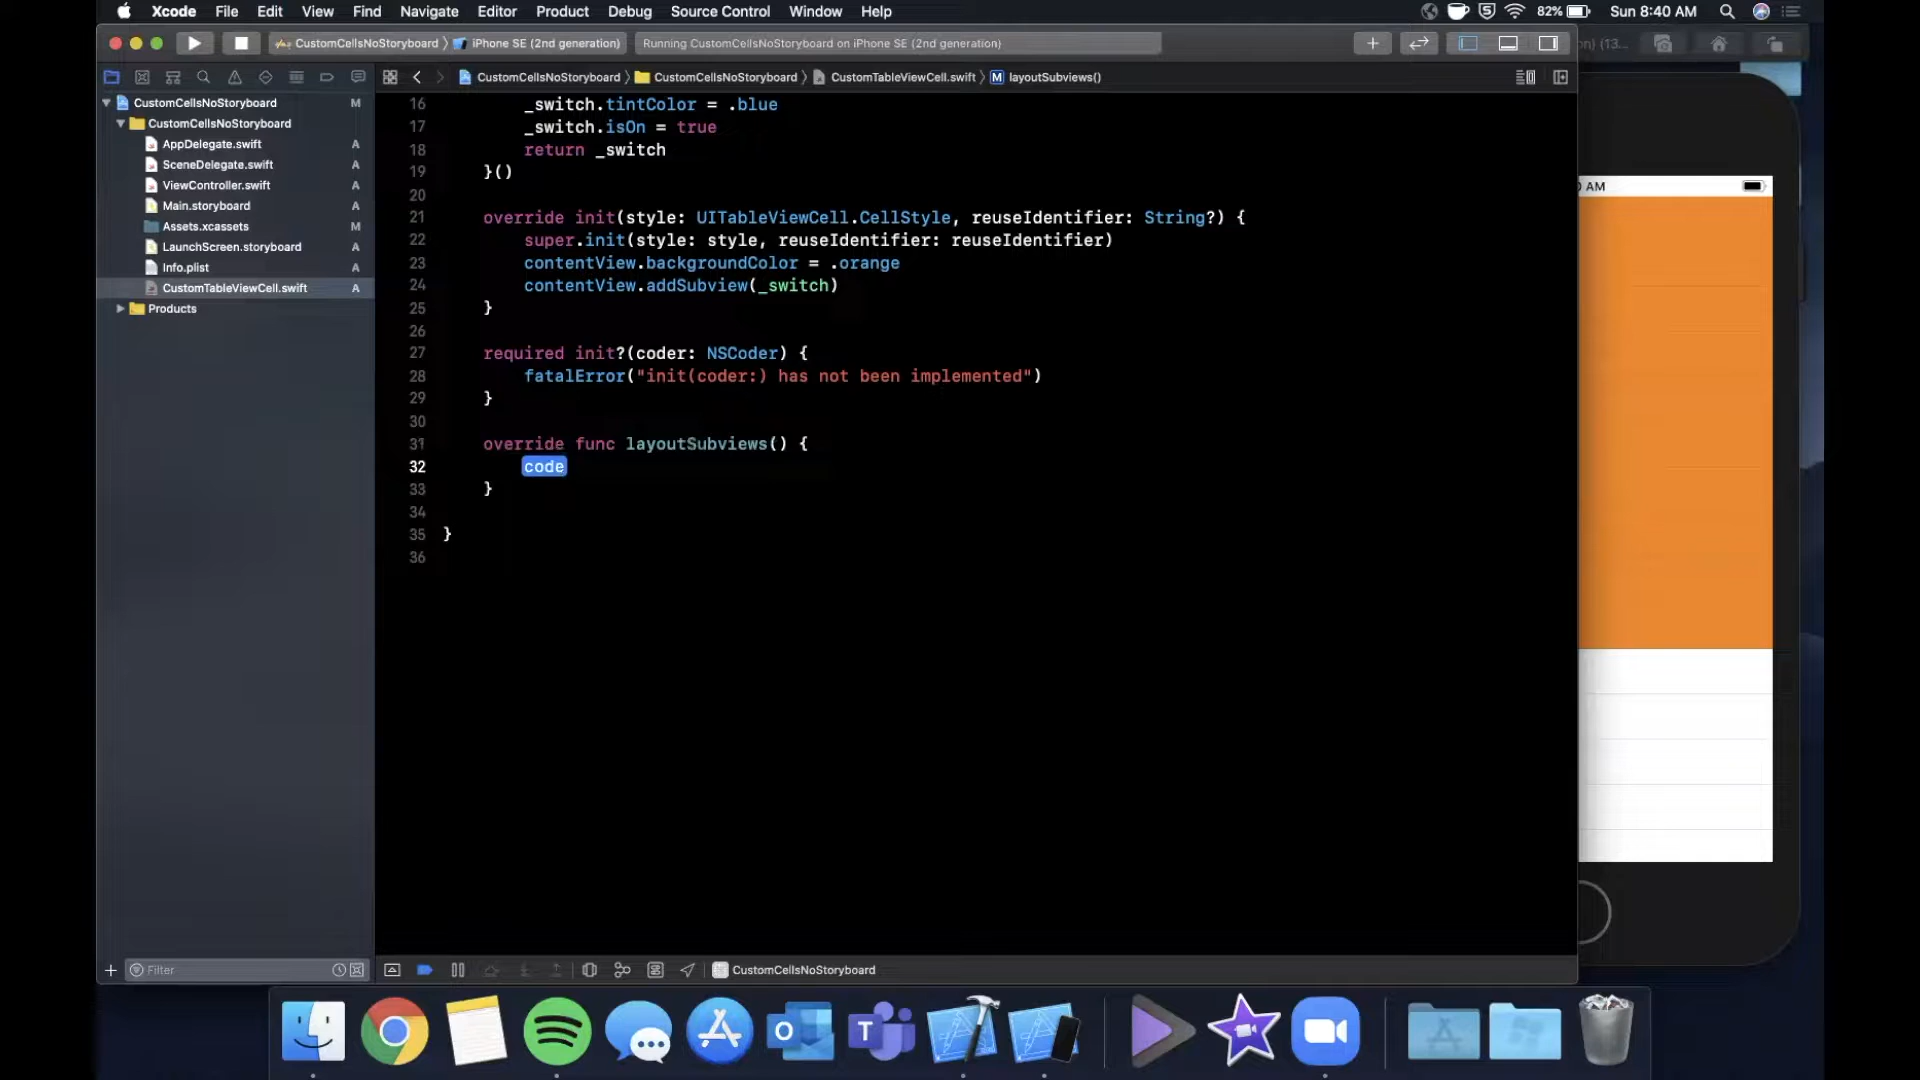 Xcode File Edit View Find Navigate Editor Product Debug Source Control Window Help 82% Sun 8:40 AM
CustomCellsNoStoryboard iPhone SE (2nd generation) Running CustomCellsNoStoryboard on iPhone SE (2nd generation)
CustomCellsNoStoryboard CustomCellsNoStoryboard CustomTableViewCell.swift M layoutSubviews()
CustomCellsNoStoryboard M
CustomCellsNoStoryboard
AppDelegate.swift A
SceneDelegate.swift A
ViewController.swift A
Main.storyboard A
Assets.xcassets M
LaunchScreen.storyboard A
Info.plist A
CustomTableViewCell.swift A
Products
16 _switch.tintColor = .blue
17 _switch.isOn = true
18 return _switch
19 }()
20
21 override init(style: UITableViewCell.CellStyle, reuseIdentifier: String?) {
22 super.init(style: style, reuseIdentifier: reuseIdentifier)
23 contentView.backgroundColor = .orange
24 contentView.addSubview(_switch)
25 }
26
27 required init?(coder: NSCoder) {
28 fatalError("init(coder:) has not been implemented")
29 }
30
31 override func layoutSubviews() {
32 code
33 }
34
35 }
36
AM
Filter
CustomCellsNoStoryboard